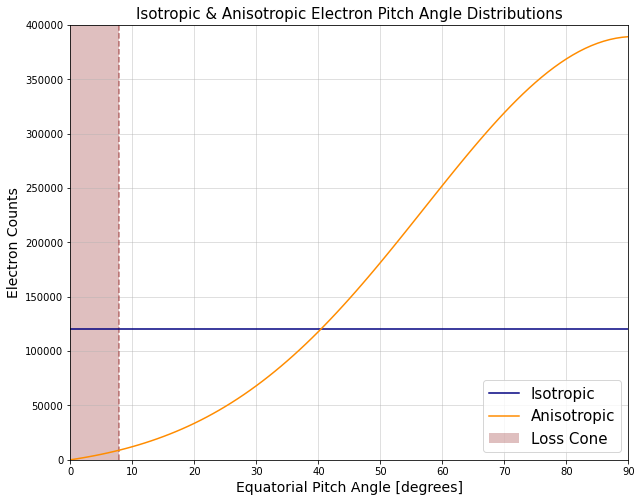 Isotropic & Anisotropic Electron Pitch Angle Distributions
400000
350000
300000
250000
200000
150000
100000
50000
0
Electron Counts
0 10 20 30 40 50 60 70 80 90
Equatorial Pitch Angle [degrees]
Isotropic
Anisotropic
Loss Cone